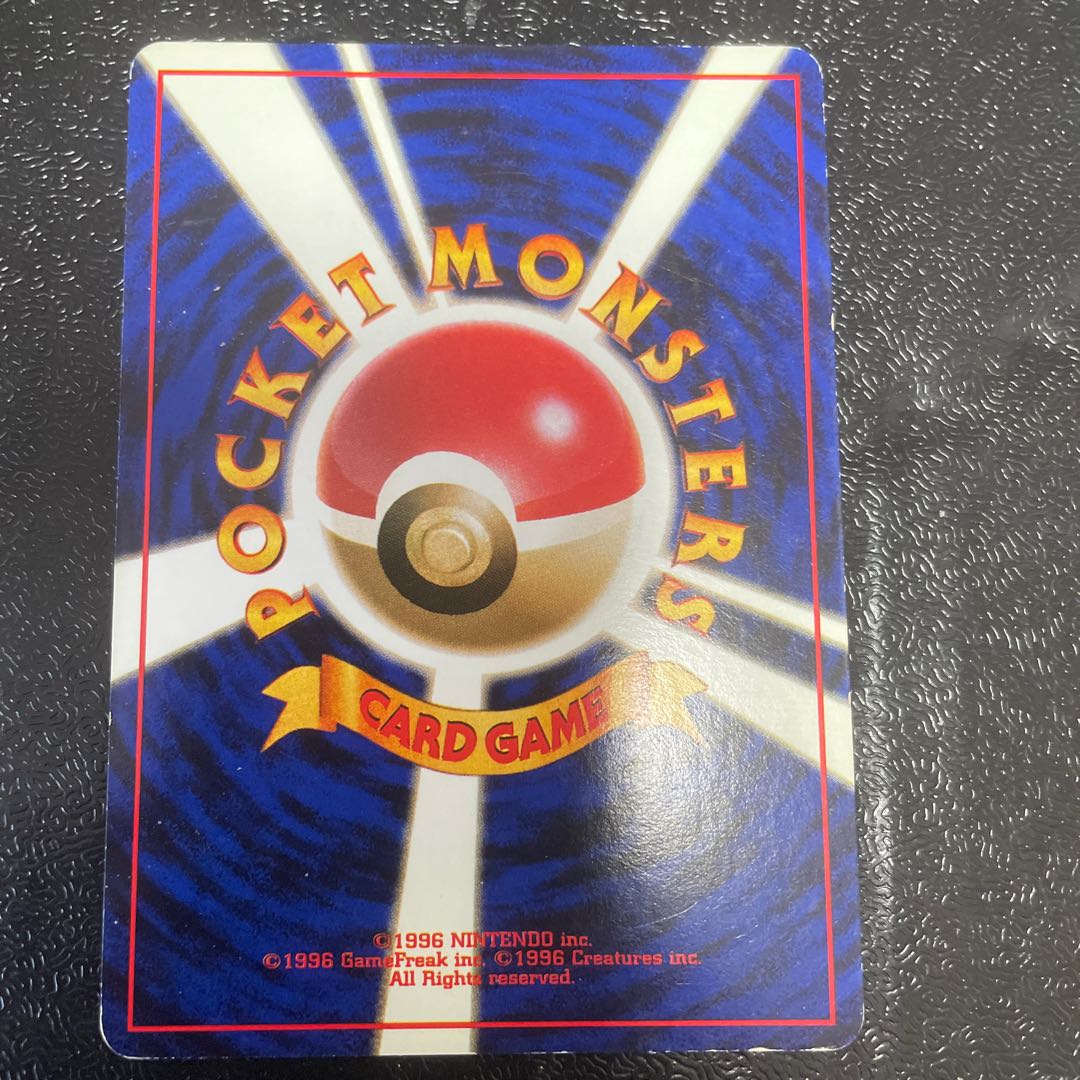 POCKET MONSTERS
CARD GAME
©1996 NINTENDO inc.
©1996 GameFreak inc. ©1996 Creatures inc.
All Rights reserved.